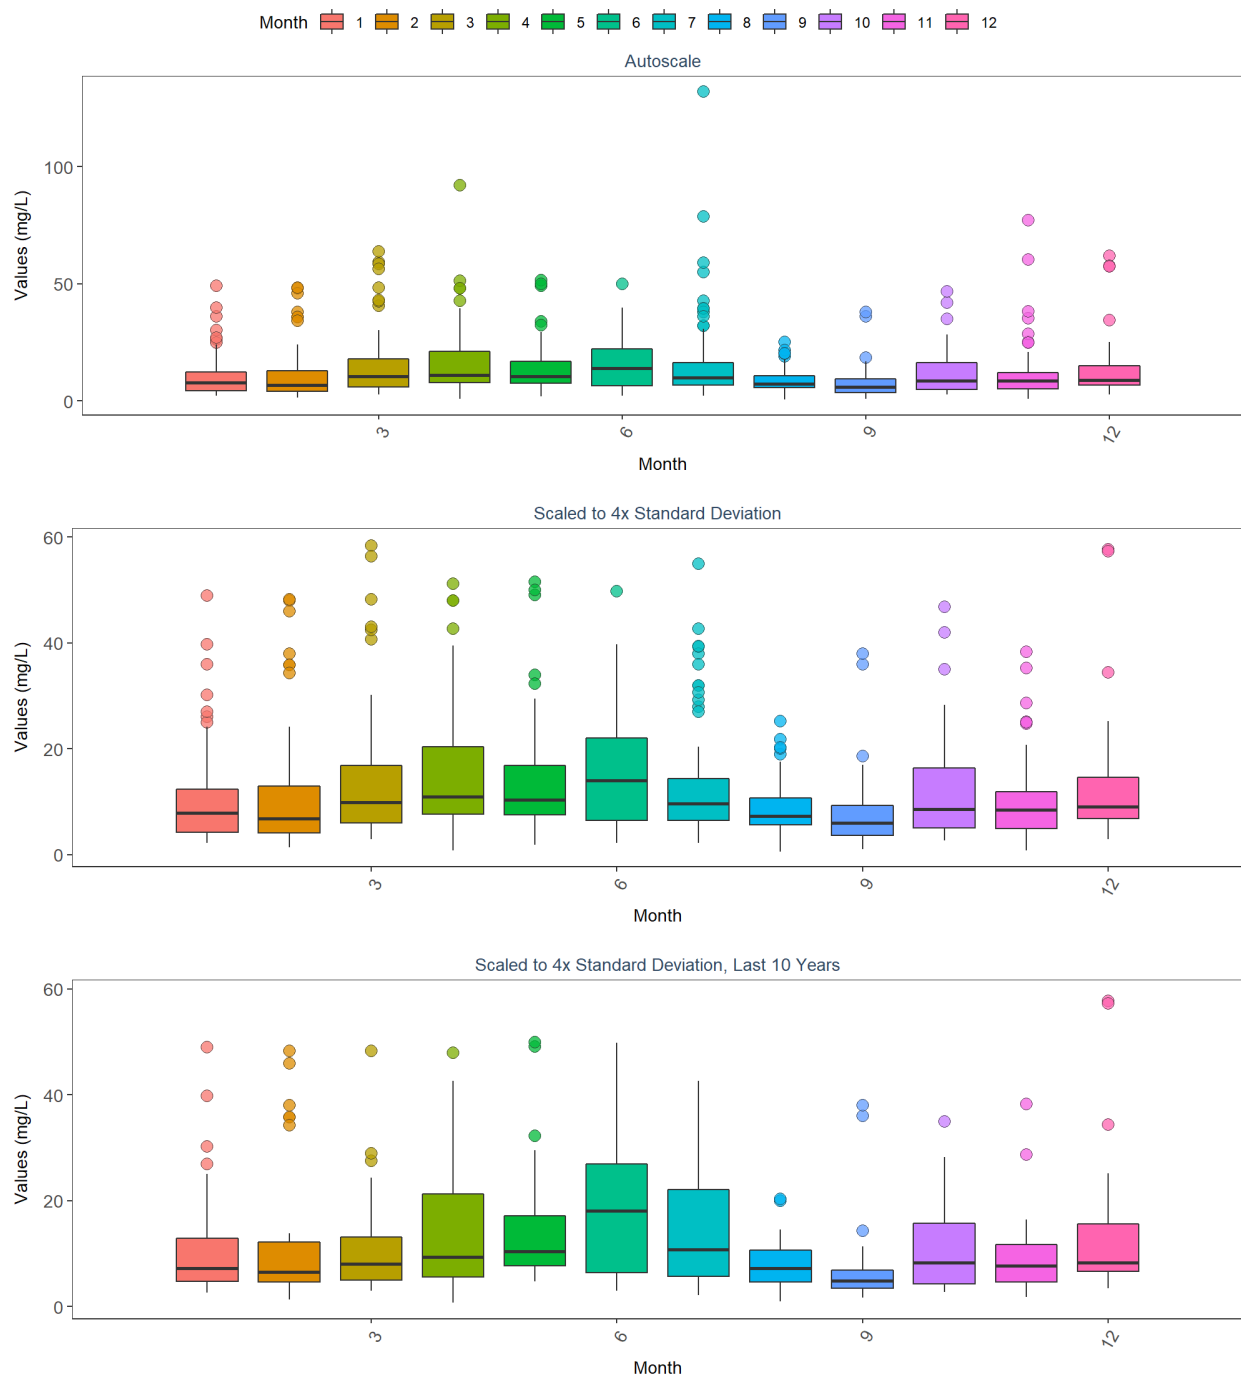 Month 1 2 3 4 5 6 7 8 9 10 11 12
Autoscale
Values (mg/L)
100
50
0
3 6 9 12
Month
Scaled to 4x Standard Deviation
Values (mg/L)
60
40
20
0
3 6 9 12
Month
Scaled to 4x Standard Deviation, Last 10 Years
Values (mg/L)
60
40
20
0
3 6 9 12
Month